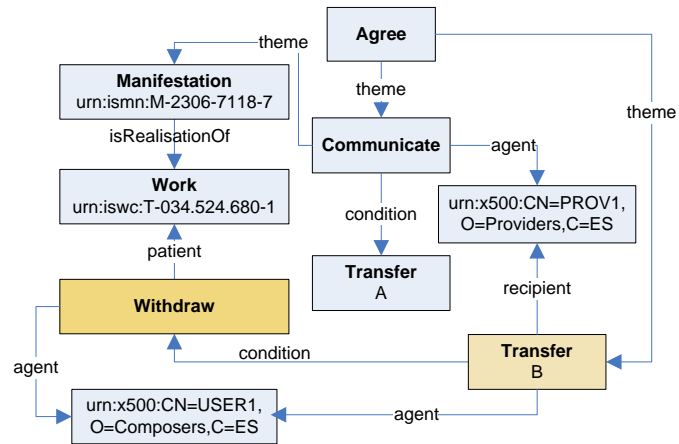 Agree
theme
Manifestation
urn:ismn:M-2306-7118-7
theme
theme
isRealisationOf
Communicate
agent
Work
urn:iswc:T-034.524.680-1
urn:x500:CN=PROV1,
O=Providers,C=ES
condition
patient
Transfer
A
recipient
Withdraw
condition
Transfer
B
agent
urn:x500:CN=USER1,
O=Composers,C=ES
agent